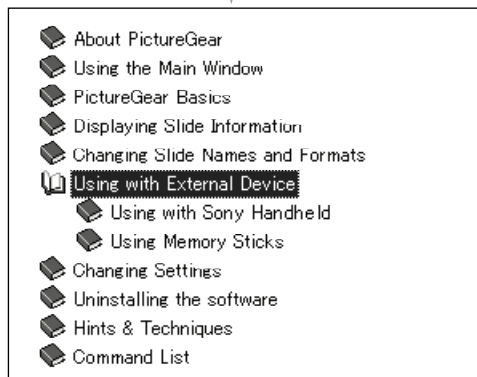 About PictureGear
Using the Main Window
PictureGear Basics
Displaying Slide Information
Changing Slide Names and Formats
Using with External Device
Using with Sony Handheld
Using Memory Sticks
Changing Settings
Uninstalling the software
Hints & Techniques
Command List